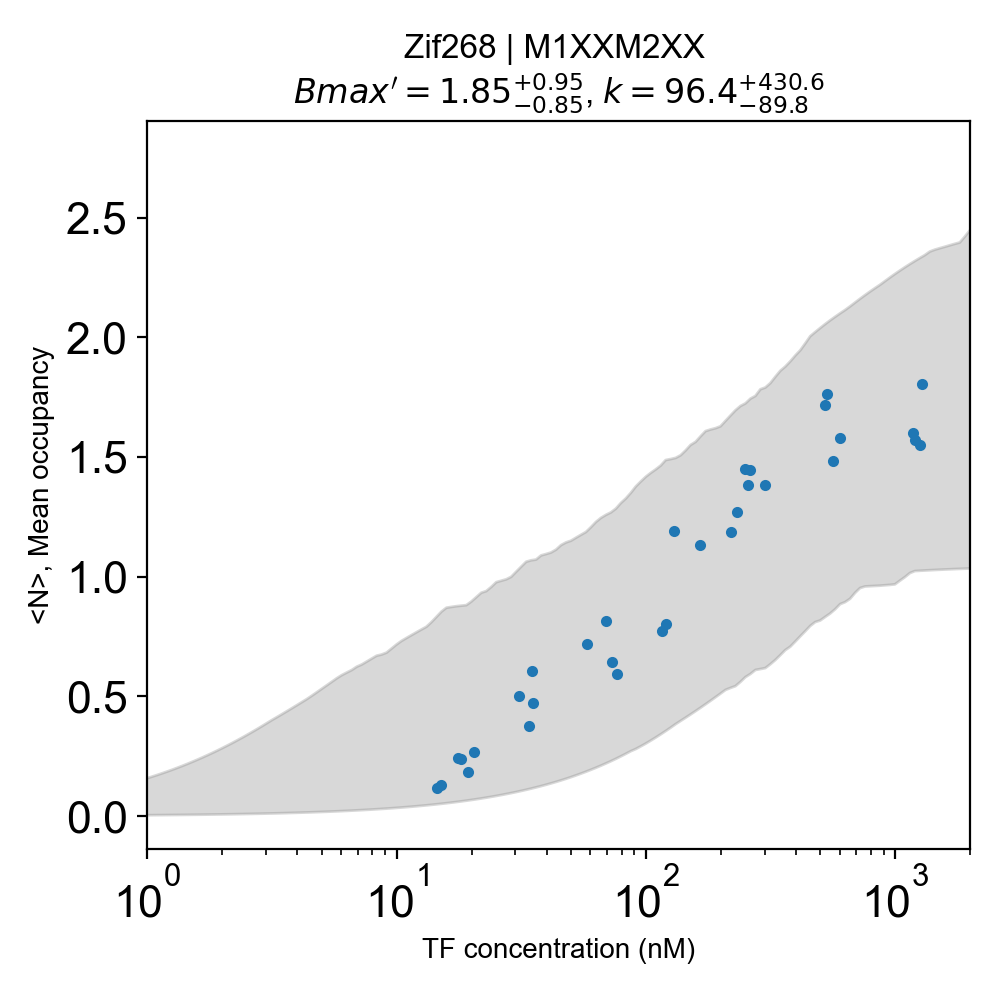 Zif268 | M1XXM2XX
Bmax′ = 1.85 +0.95 −0.85, k = 96.4 +430.6 −89.8
2.5
2.0
1.5
1.0
0.5
0.0
<N>, Mean occupancy
10^0 10^1 10^2 10^3
TF concentration (nM)